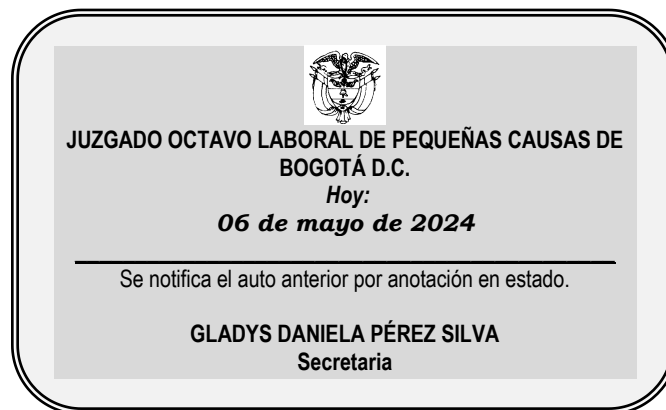 JUZGADO OCTAVO LABORAL DE PEQUEÑAS CAUSAS DE
BOGOTÁ D.C.
Hoy:
06 de mayo de 2024
Se notifica el auto anterior por anotación en estado.
GLADYS DANIELA PÉREZ SILVA
Secretaria